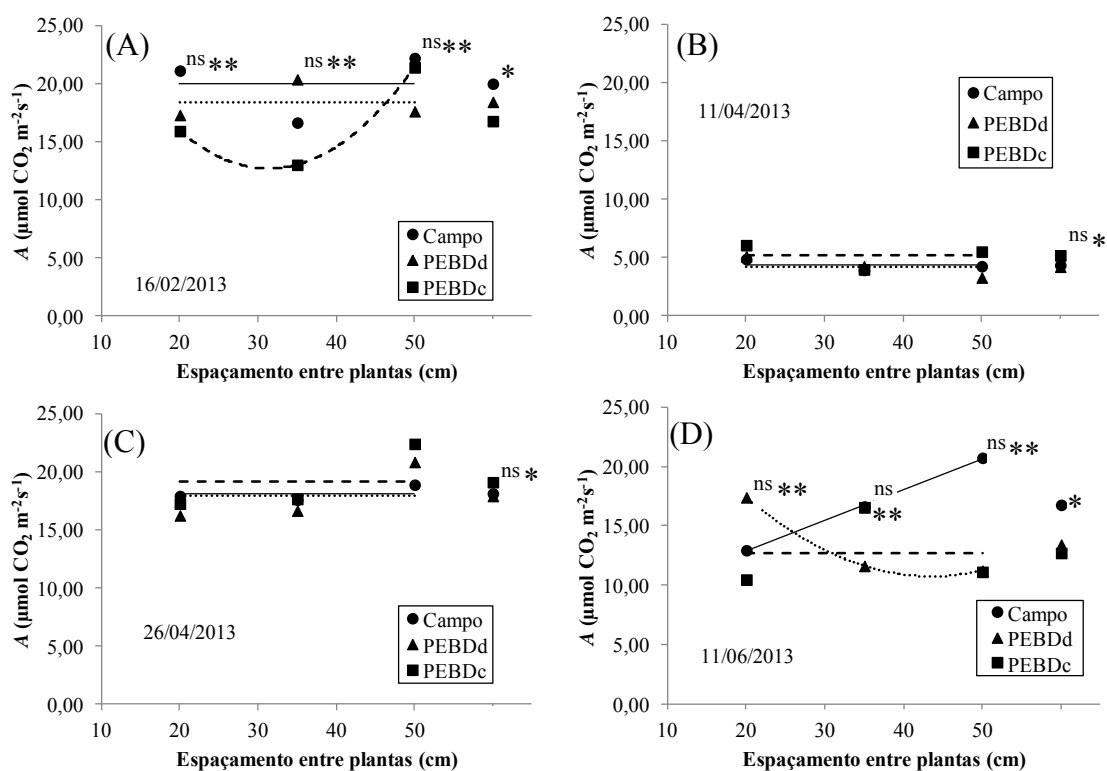 (A)
25,00
20,00
15,00
10,00
5,00
0,00
A (µmol CO2 m-2s-1)
ns **
ns **
ns **
*
Campo
PEBDd
PEBDc
16/02/2013
10 20 30 40 50
Espaçamento entre plantas (cm)
(B)
25,00
20,00
15,00
10,00
5,00
0,00
A (µmol CO2 m-2s-1)
11/04/2013
Campo
PEBDd
PEBDc
ns *
10 20 30 40 50
Espaçamento entre plantas (cm)
(C)
25,00
20,00
15,00
10,00
5,00
0,00
A (µmol CO2 m-2s-1)
ns *
Campo
PEBDd
PEBDc
26/04/2013
10 20 30 40 50
Espaçamento entre plantas (cm)
(D)
25,00
20,00
15,00
10,00
5,00
0,00
A (µmol CO2 m-2s-1)
ns **
ns
**
ns **
*
Campo
PEBDd
PEBDc
11/06/2013
10 20 30 40 50
Espaçamento entre plantas (cm)